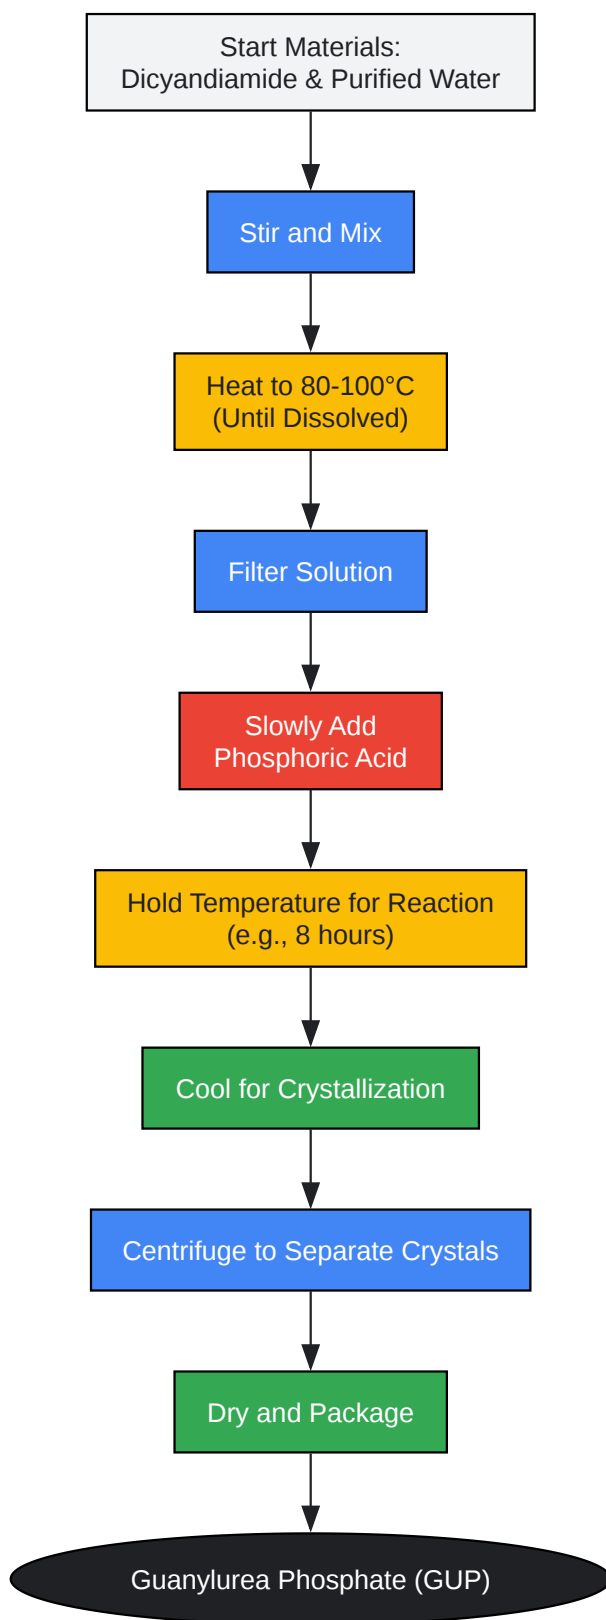 Start Materials:
Dicyandiamide & Purified Water
Stir and Mix
Heat to 80-100°C
(Until Dissolved)
Filter Solution
Slowly Add
Phosphoric Acid
Hold Temperature for Reaction
(e.g., 8 hours)
Cool for Crystallization
Centrifuge to Separate Crystals
Dry and Package
Guanylurea Phosphate (GUP)